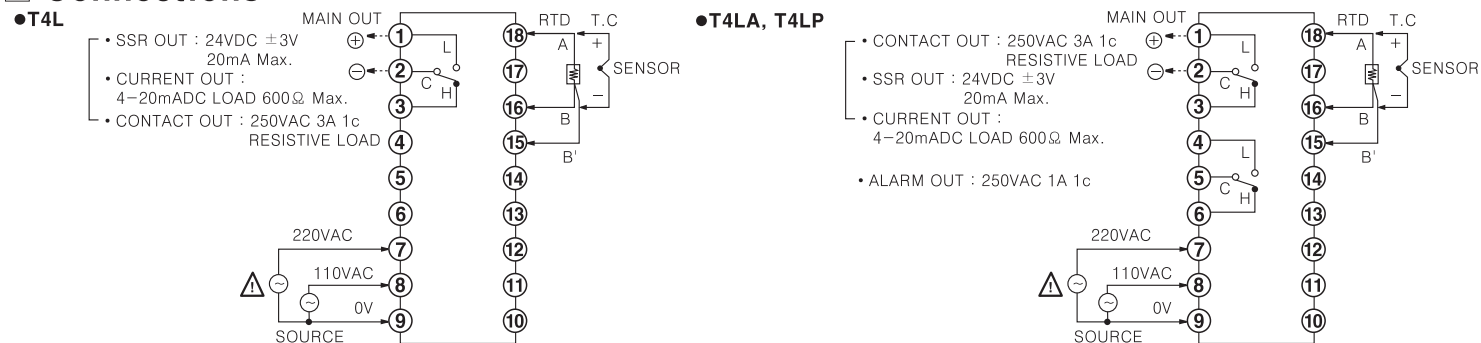 Connections
●T4L
MAIN OUT
• SSR OUT : 24VDC ±3V
20mA Max.
• CURRENT OUT :
4-20mADC LOAD 600Ω Max.
• CONTACT OUT : 250VAC 3A 1c
RESISTIVE LOAD
⊕
⊖
L
C
H
1
2
3
4
5
6
7
8
9
220VAC
110VAC
0V
SOURCE
18
17
16
15
14
13
12
11
10
RTD T.C
A
B
B'
+
−
SENSOR
●T4LA, T4LP
MAIN OUT
• CONTACT OUT : 250VAC 3A 1c
RESISTIVE LOAD
• SSR OUT : 24VDC ±3V
20mA Max.
• CURRENT OUT :
4-20mADC LOAD 600Ω Max.
• ALARM OUT : 250VAC 1A 1c
⊕
⊖
L
C
H
L
C
H
1
2
3
4
5
6
7
8
9
220VAC
110VAC
0V
SOURCE
18
17
16
15
14
13
12
11
10
RTD T.C
A
B
B'
+
−
SENSOR